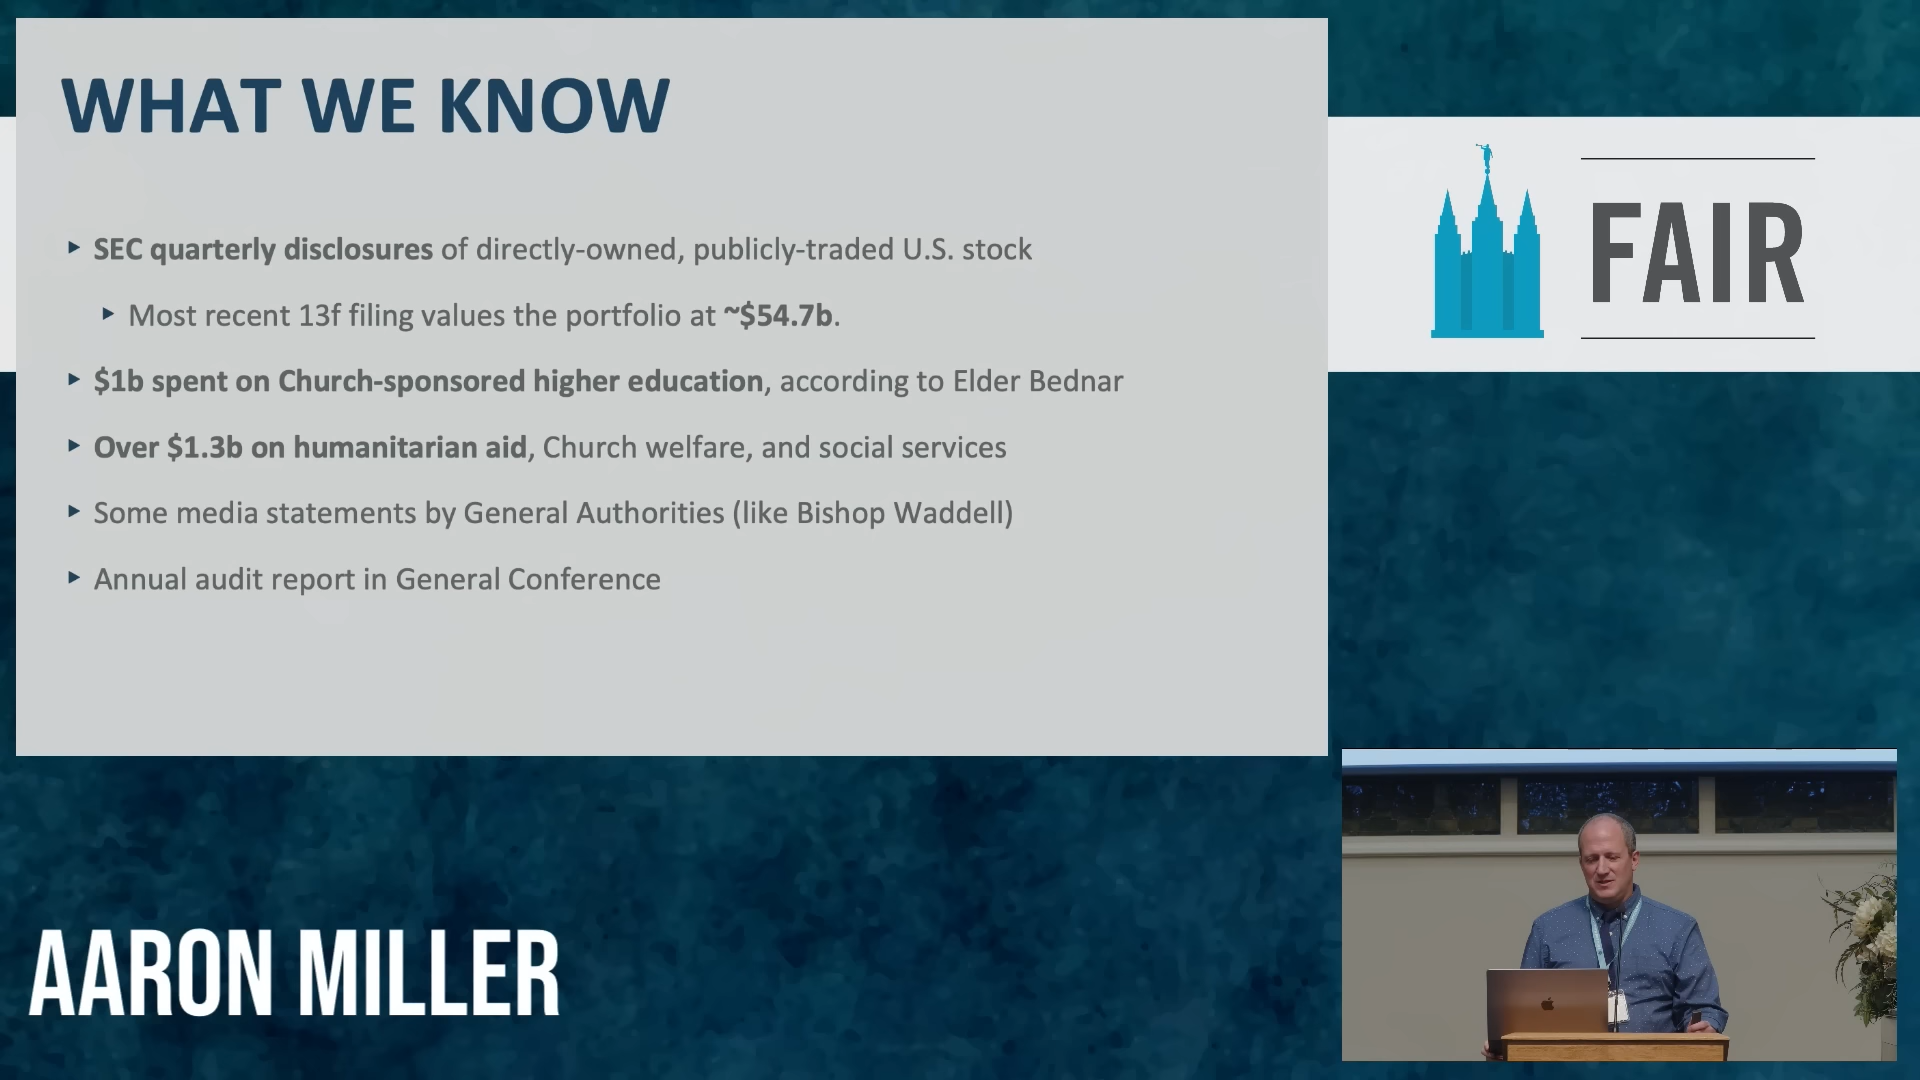 WHAT WE KNOW
SEC quarterly disclosures of directly-owned, publicly-traded U.S. stock
Most recent 13f filing values the portfolio at ~$54.7b.
$1b spent on Church-sponsored higher education, according to Elder Bednar
Over $1.3b on humanitarian aid, Church welfare, and social services
Some media statements by General Authorities (like Bishop Waddell)
Annual audit report in General Conference
FAIR
AARON MILLER